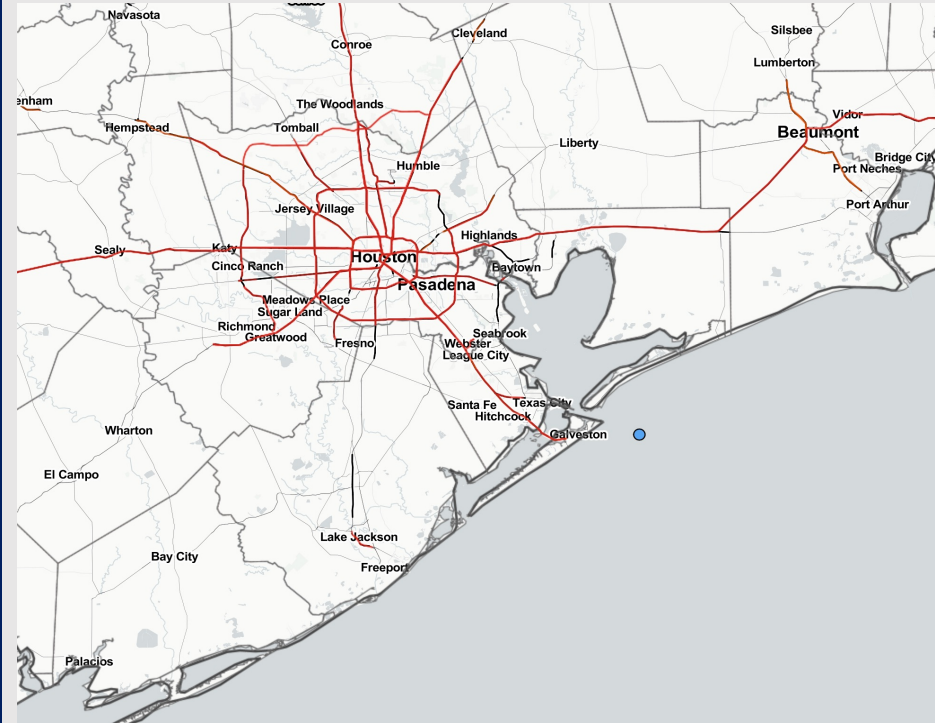 Navasota
Conroe
Cleveland
Silsbee
Lumberton
enham
The Woodlands
Hempstead
Tomball
Vidor
Beaumont
Liberty
Bridge City
Humble
Port Neches
Jersey Village
Port Arthur
Highlands
Sealy
Katy
Houston
Cinco Ranch
Baytown
Pasadena
Meadows Place
Sugar Land
Richmond
Greatwood
Seabrook
Fresno
Webster
League City
Santa Fe
Texas City
Hitchcock
Wharton
Galveston
El Campo
Lake Jackson
Bay City
Freeport
Palacios